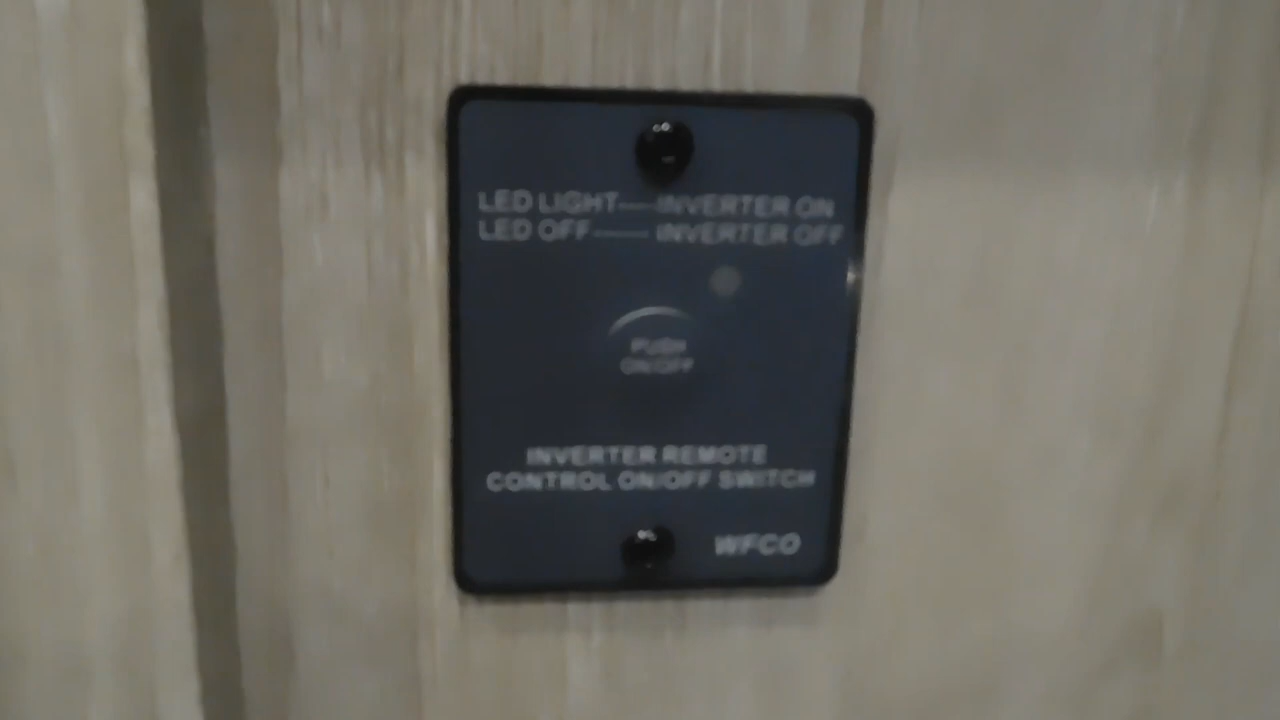 LED LIGHT—INVERTER ON
LED OFF—— INVERTER OFF
PUSH
ON/OFF
INVERTER REMOTE
CONTROL ON/OFF SWITCH
WFCO